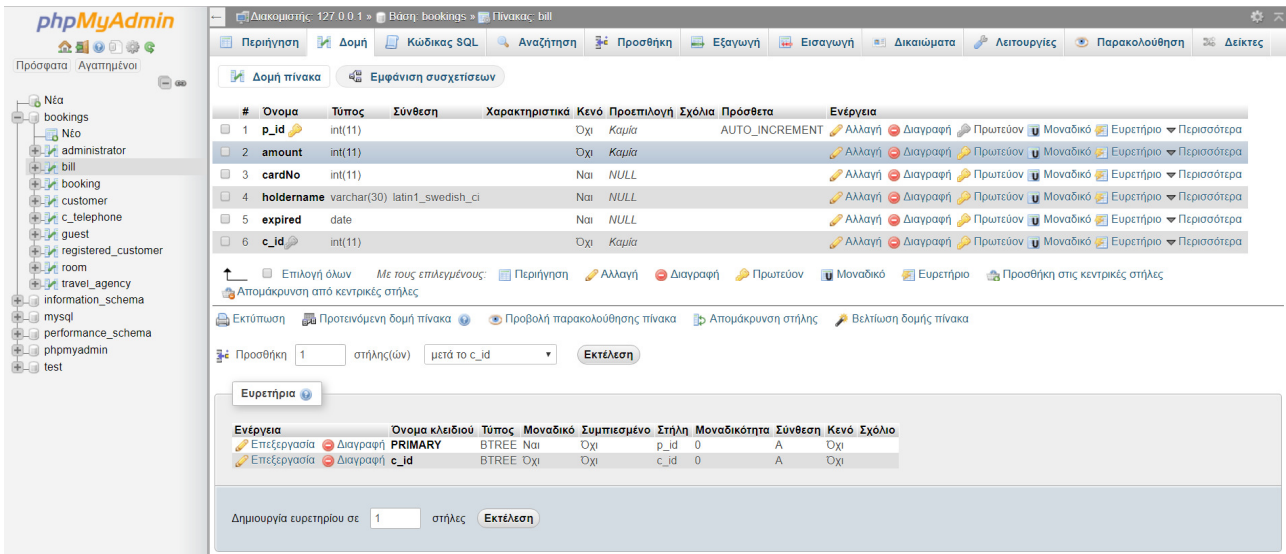 phpMyAdmin
Πρόσφατα Αγαπημένοι
Νέα
bookings
Νέο
administrator
bill
booking
customer
c_telephone
guest
registered_customer
room
travel_agency
information_schema
mysql
performance_schema
phpmyadmin
test
Διακομιστής: 127.0.0.1 » Βάση: bookings » Πίνακας: bill
Περιήγηση Δομή Κώδικας SQL Αναζήτηση Προσθήκη Εξαγωγή Εισαγωγή Δικαιώματα Λειτουργίες Παρακολούθηση Δείκτες
Δομή πίνακα Εμφάνιση συσχετίσεων
# Όνομα Τύπος Σύνθεση Χαρακτηριστικά Κενό Προεπιλογή Σχόλια Πρόσθετα Ενέργεια
1 p_id int(11) Όχι Καμία AUTO_INCREMENT Αλλαγή Διαγραφή Πρωτεύον Μοναδικό Ευρετήριο Περισσότερα
2 amount int(11) Όχι Καμία Αλλαγή Διαγραφή Πρωτεύον Μοναδικό Ευρετήριο Περισσότερα
3 cardNo int(11) Ναι NULL Αλλαγή Διαγραφή Πρωτεύον Μοναδικό Ευρετήριο Περισσότερα
4 holdername varchar(30) latin1_swedish_ci Ναι NULL Αλλαγή Διαγραφή Πρωτεύον Μοναδικό Ευρετήριο Περισσότερα
5 expired date Ναι NULL Αλλαγή Διαγραφή Πρωτεύον Μοναδικό Ευρετήριο Περισσότερα
6 c_id int(11) Όχι Καμία Αλλαγή Διαγραφή Πρωτεύον Μοναδικό Ευρετήριο Περισσότερα
Επιλογή όλων Με τους επιλεγμένους: Περιήγηση Αλλαγή Διαγραφή Πρωτεύον Μοναδικό Ευρετήριο Προσθήκη στις κεντρικές στήλες
Απομάκρυνση από κεντρικές στήλες
Εκτύπωση Προτεινόμενη δομή πίνακα Προβολή παρακολούθησης πίνακα Απομάκρυνση στήλης Βελτίωση δομής πίνακα
Προσθήκη 1 στήλης(ών) μετά το c_id Εκτέλεση
Ευρετήρια
Ενέργεια Όνομα κλειδιού Τύπος Μοναδικό Συμπιεσμένο Στήλη Μοναδικότητα Σύνθεση Κενό Σχόλιο
Επεξεργασία Διαγραφή PRIMARY BTREE Ναι Όχι p_id 0 A Όχι
Επεξεργασία Διαγραφή c_id BTREE Όχι Όχι c_id 0 A Όχι
Δημιουργία ευρετηρίου σε 1 στήλες Εκτέλεση